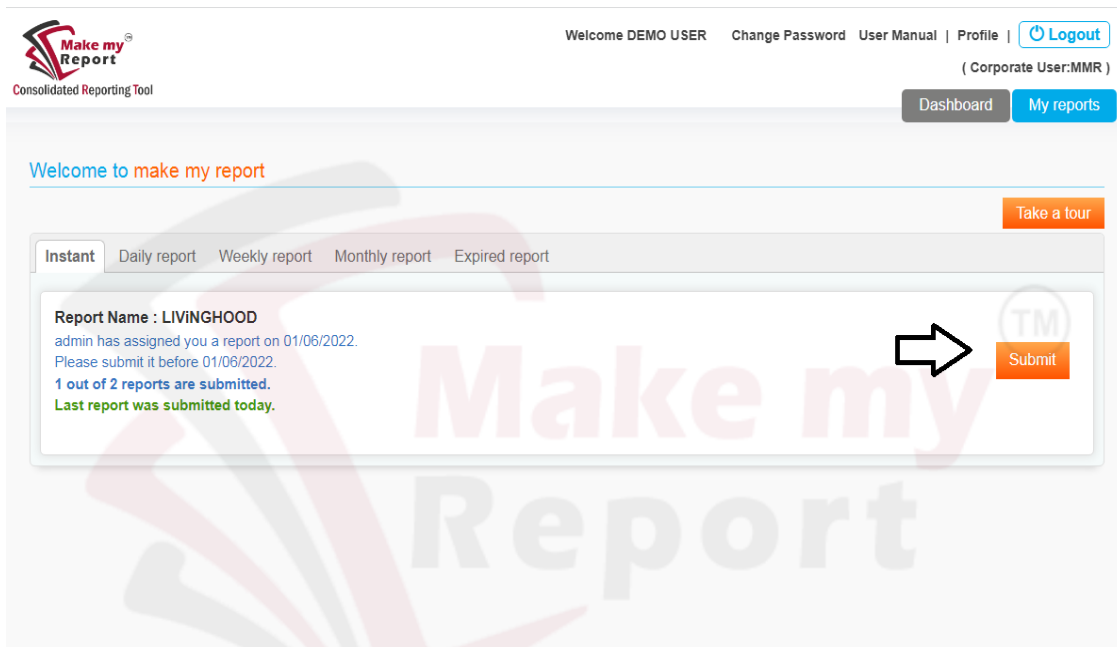 Make my
Report
Consolidated Reporting Tool
Welcome DEMO USER Change Password User Manual | Profile | Logout
( Corporate User:MMR )
Dashboard My reports
Welcome to make my report
Take a tour
Instant Daily report Weekly report Monthly report Expired report
Report Name : LIViNGHOOD
admin has assigned you a report on 01/06/2022.
Please submit it before 01/06/2022.
1 out of 2 reports are submitted.
Last report was submitted today.
Submit
TM
Make my
Report